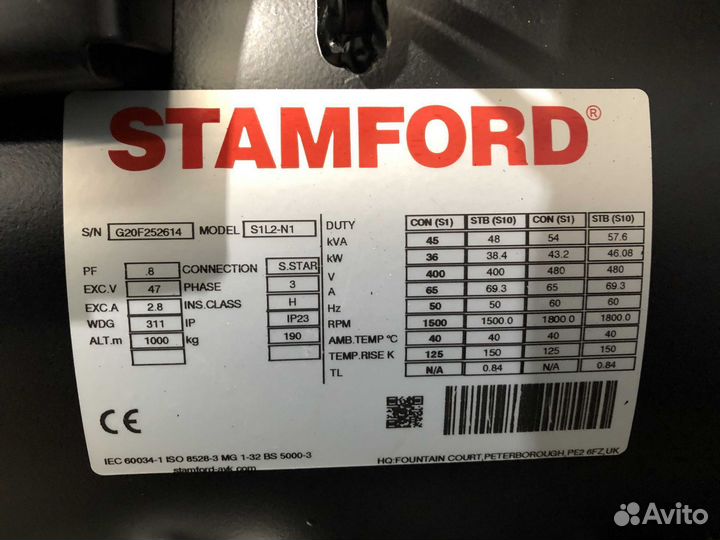 STAMFORD®
S/N G20F252614 MODEL S1L2-N1
PF .8 CONNECTION S.STAR
EXC.V 47 PHASE 3
EXC.A 2.8 INS.CLASS H
WDG 311 IP IP23
ALT.m 1000 kg 190
DUTY CON (S1) STB (S10) CON (S1) STB (S10)
kVA 45 48 54 57.6
kW 36 38.4 43.2 46.08
V 400 400 480 480
A 65 69.3 65 69.3
Hz 50 50 60 60
RPM 1500 1500.0 1800.0 1800.0
AMB.TEMP °C 40 40 40 40
TEMP.RISE K 125 150 125 150
TL N/A 0.84 N/A 0.84
CE
IEC 60034-1 ISO 8528-3 MG 1-32 BS 5000-3
stamford-avk.com
HQ:FOUNTAIN COURT,PETERBOROUGH,PE2 6FZ,UK
Avito